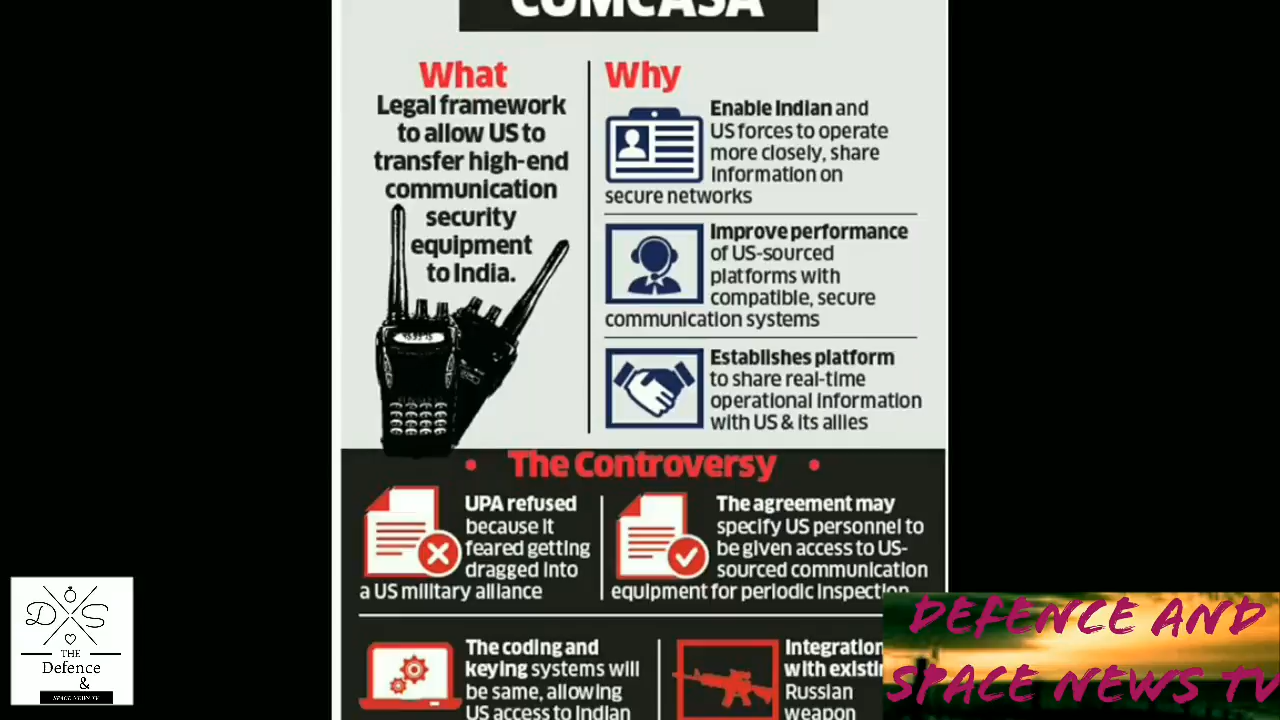 COMCASA
What
Legal framework
to allow US to
transfer high-end
communication
security
equipment
to India.
Why
Enable Indian and
US forces to operate
more closely, share
information on
secure networks
Improve performance
of US-sourced
platforms with
compatible, secure
communication systems
Establishes platform
to share real-time
operational information
with US & its allies
• The Controversy •
UPA refused
because it
feared getting
dragged into
a US military alliance
The agreement may
specify US personnel to
be given access to US-
sourced communication
equipment for periodic inspection
The coding and
keying systems will
be same, allowing
US access to Indian
Integration
with existin
Russian
weapon
D S
THE
Defence
&
SPACE NEWS TV
DEFENCE AND
SPACE NEWS TV